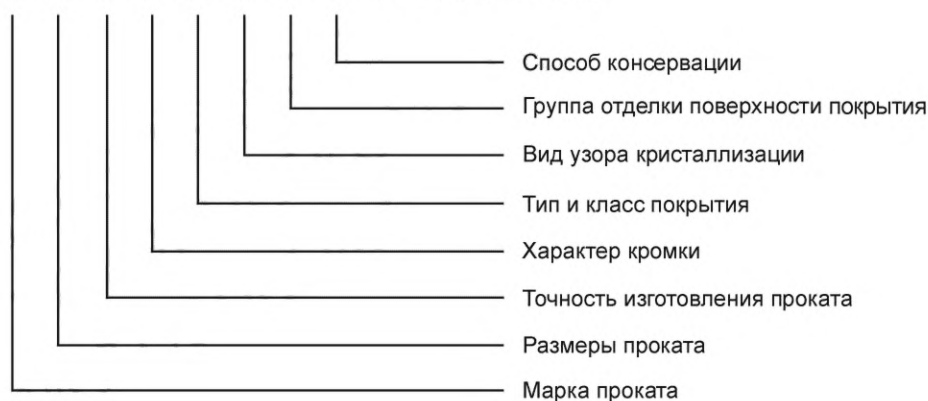 Способ консервации
Группа отделки поверхности покрытия
Вид узора кристаллизации
Тип и класс покрытия
Характер кромки
Точность изготовления проката
Размеры проката
Марка проката